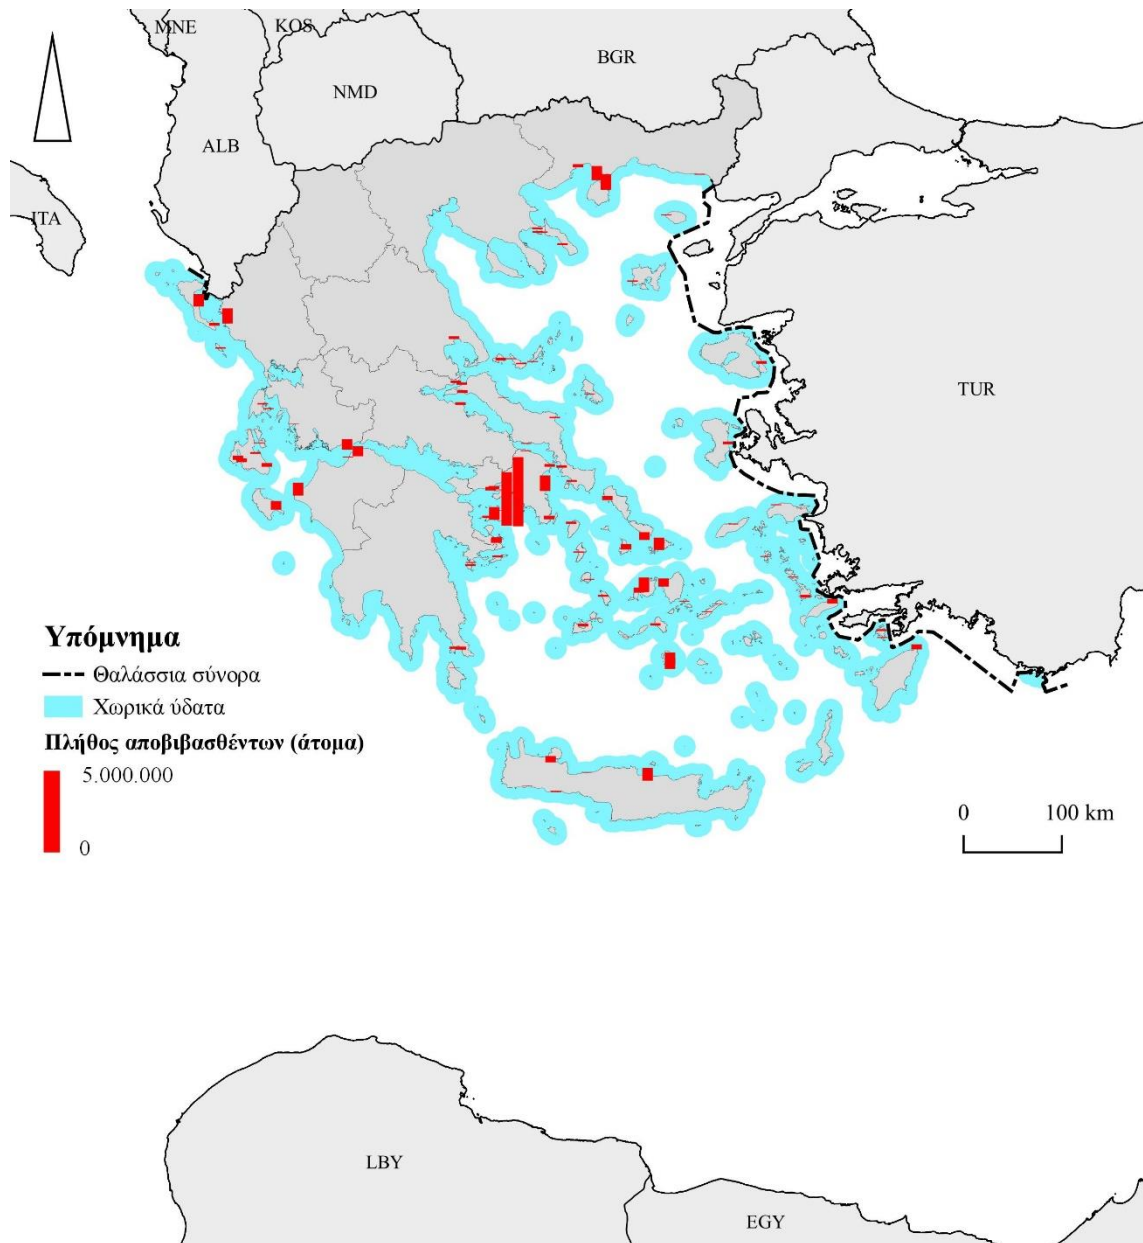 MNE
KOS
BGR
NMD
ALB
ITA
TUR
Υπόμνημα
Θαλάσσια σύνορα
Χωρικά ύδατα
Πλήθος αποβιβασθέντων (άτομα)
5.000.000
0
0 100 km
LBY
EGY